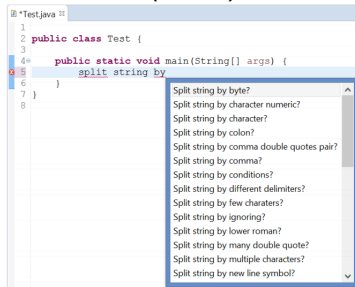 *Test.java
1
2 public class Test {
3
4 public static void main(String[] args) {
5 split string by
6 }
7 }
8
Split string by byte?
Split string by character numeric?
Split string by character?
Split string by colon?
Split string by comma double quotes pair?
Split string by comma?
Split string by conditions?
Split string by different delimiters?
Split string by few charaters?
Split string by ignoring?
Split string by lower roman?
Split string by many double quote?
Split string by multiple characters?
Split string by new line symbol?